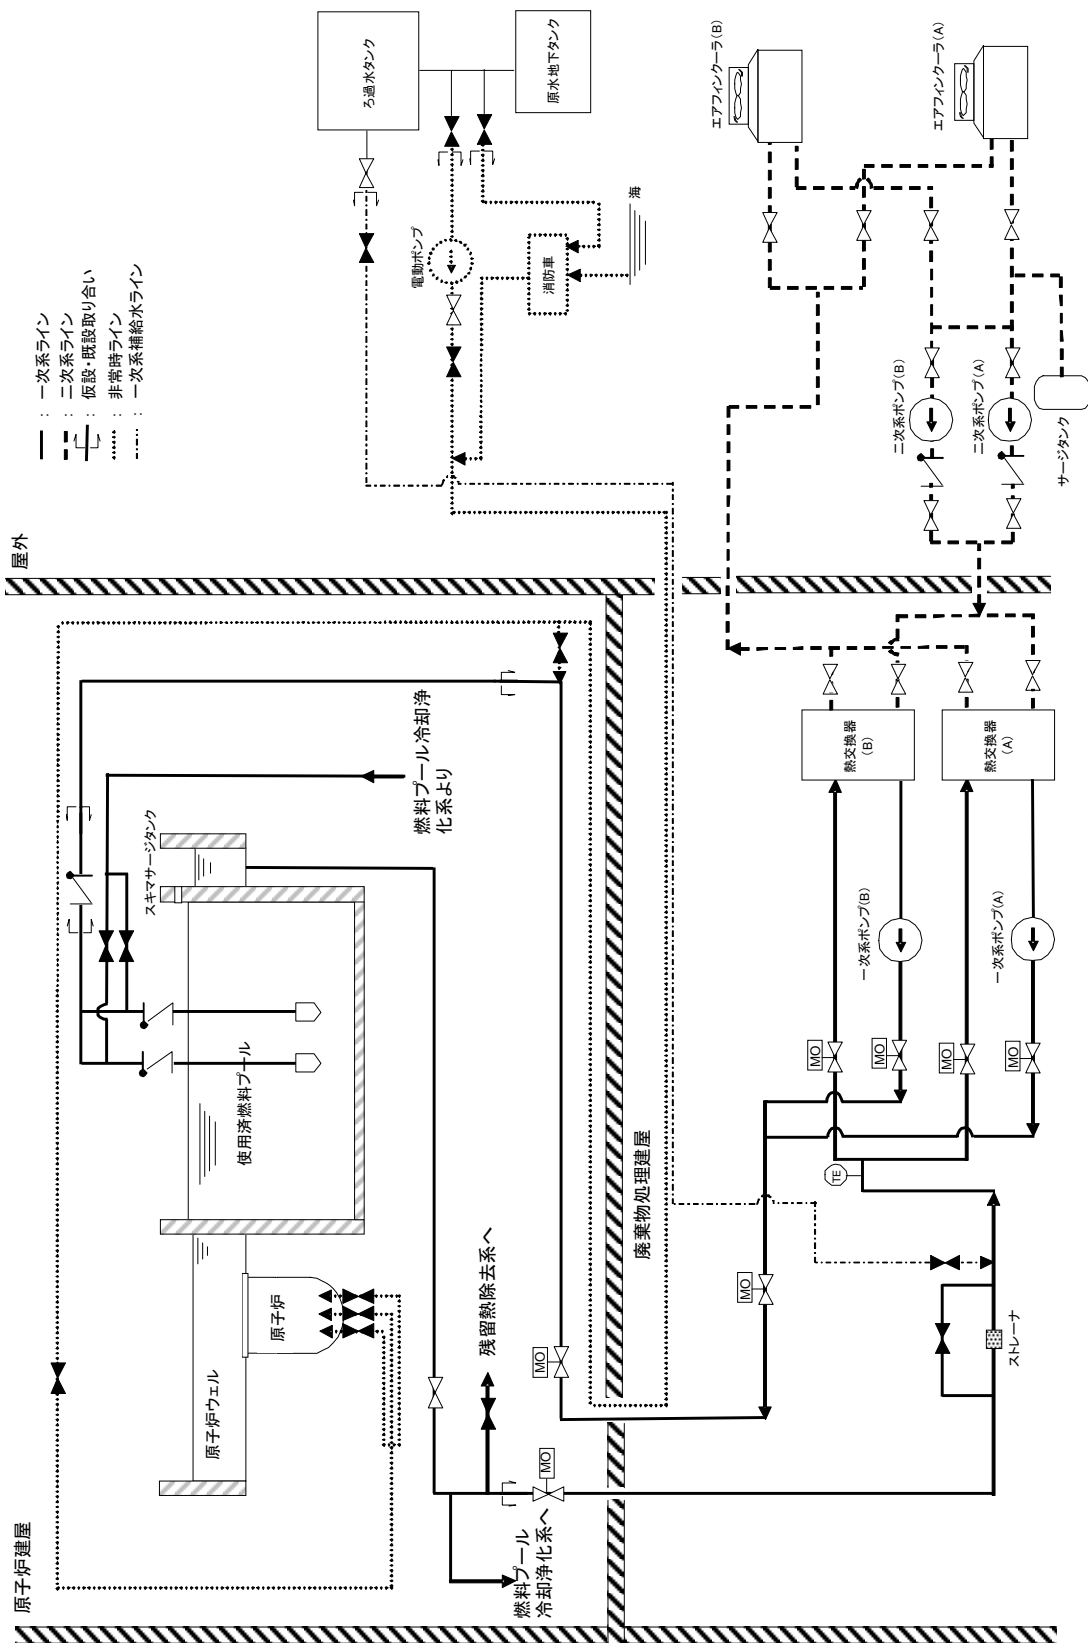 原子炉建屋
屋外
：一次系ライン
：二次系ライン
：仮設・既設取り合い
：非常時ライン
：一次系補給水ライン
ろ過水タンク
原水地下タンク
電動ポンプ
消防車
海
エアフィンクーラ(B)
エアフィンクーラ(A)
二次系ポンプ(B)
二次系ポンプ(A)
サージタンク
スキマサージタンク
燃料プール冷却浄
化系より
使用済燃料プール
原子炉ウェル
原子炉
残留熱除去系へ
燃料プール
冷却浄化系へ
MO
MO
廃棄物処理建屋
熱交換器
(B)
熱交換器
(A)
一次系ポンプ(B)
一次系ポンプ(A)
MO
MO
MO
MO
MO
TE
ストレーナ